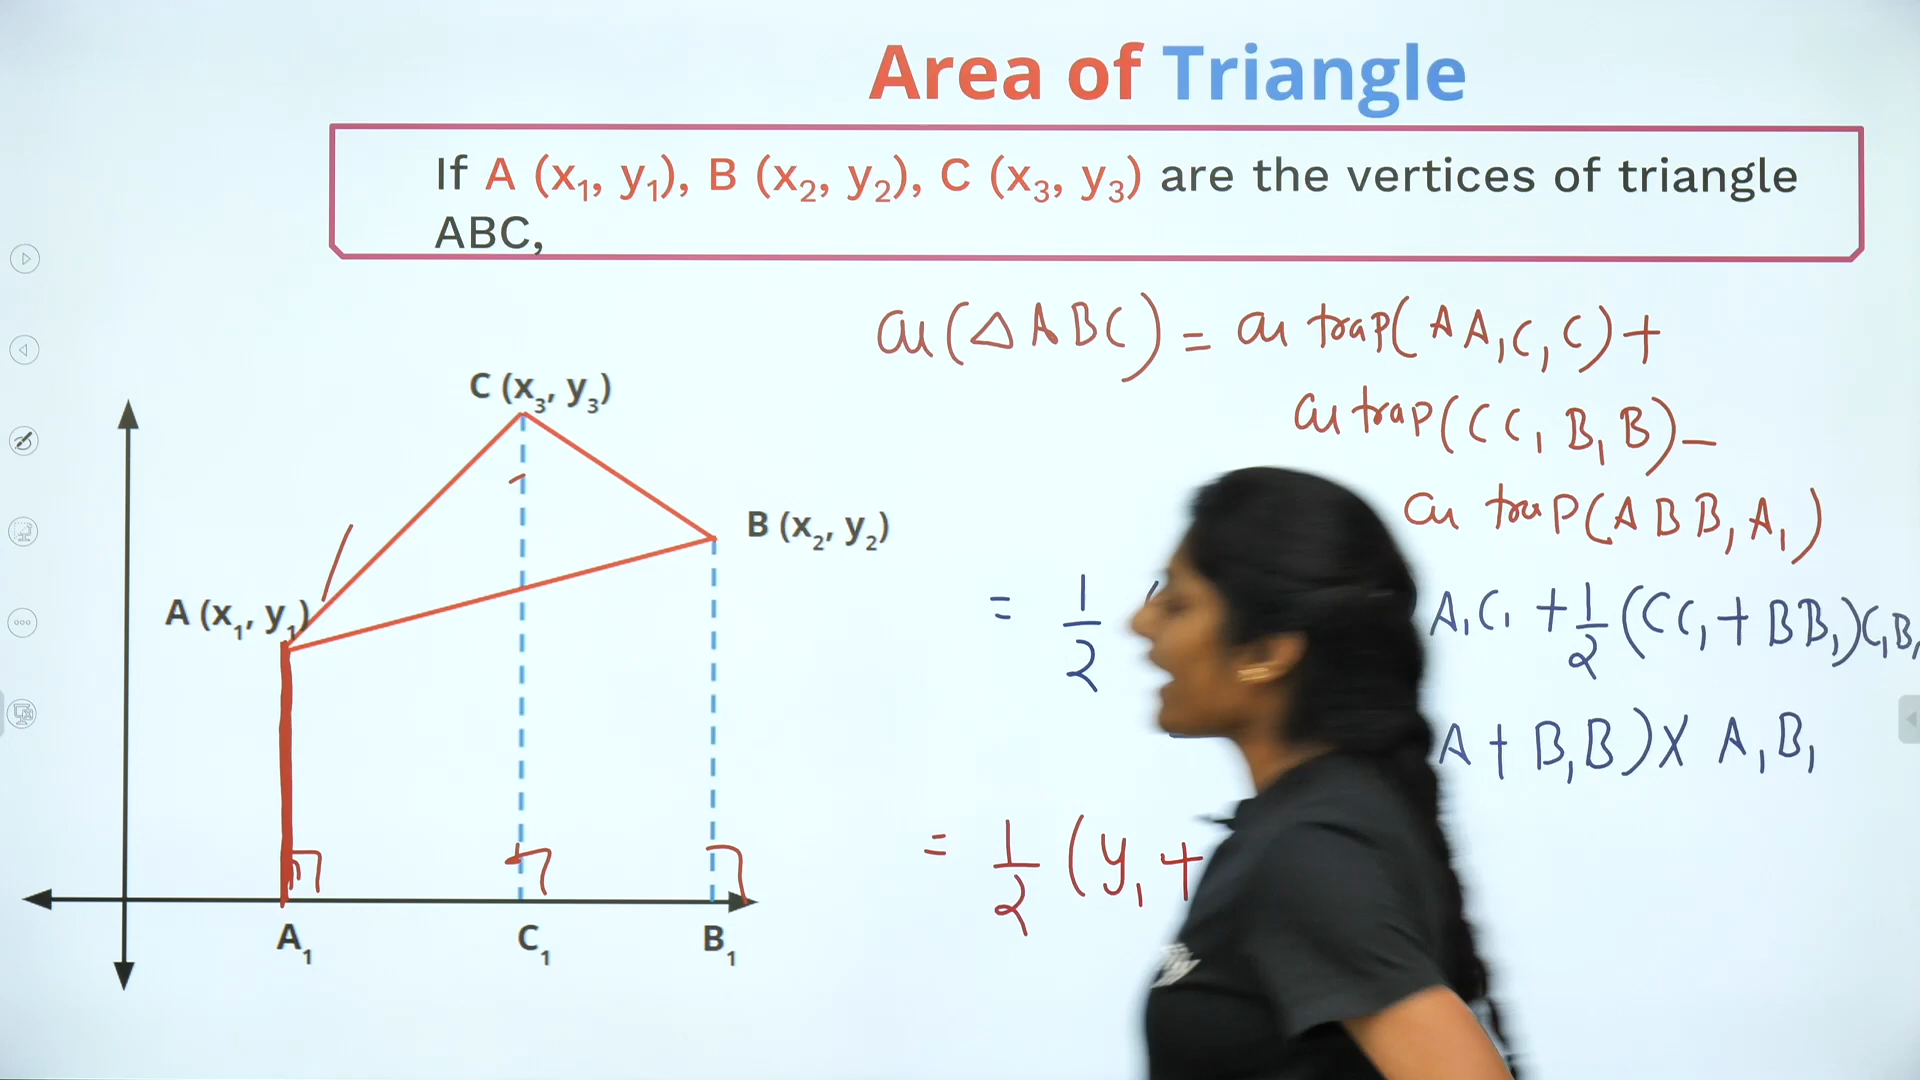 Area of Triangle
If A (x₁, y₁), B (x₂, y₂), C (x₃, y₃) are the vertices of triangle
ABC,
ar(△ABC) = ar trap(AA₁C₁C) +
ar trap(CC₁B₁B) −
ar trap(ABB₁A₁)
= 1/2 A₁C₁ + 1/2 (CC₁ + BB₁)C₁B₁
A + B₁B) X A₁B₁
= 1/2 (y₁ +
C (x₃, y₃)
B (x₂, y₂)
A (x₁, y₁)
A₁ C₁ B₁